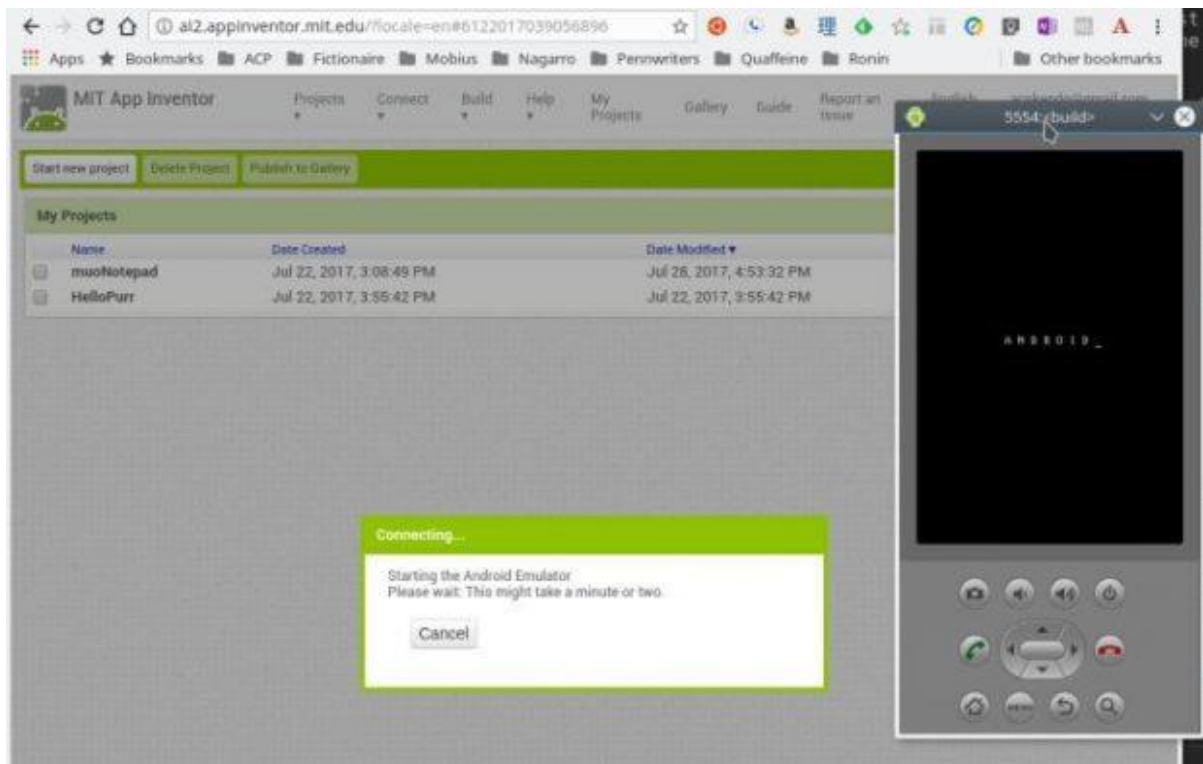 ai2.appinventor.mit.edu/?locale=en#6122017039056896
Apps Bookmarks ACP Fictionaire Mobius Nagarro Pennwriters Quaffeine Ronin Other bookmarks
MIT App Inventor Projects Connect Build Help My Projects Gallery Guide Report an Issue English
5554:<build>
Start new project Delete Project Publish to Gallery
My Projects
Name Date Created Date Modified
muoNotepad Jul 22, 2017, 3:08:49 PM Jul 28, 2017, 4:53:32 PM
HelloPurr Jul 22, 2017, 3:55:42 PM Jul 22, 2017, 3:55:42 PM
ANDROID_
Connecting...
Starting the Android Emulator
Please wait: This might take a minute or two.
Cancel
MENU